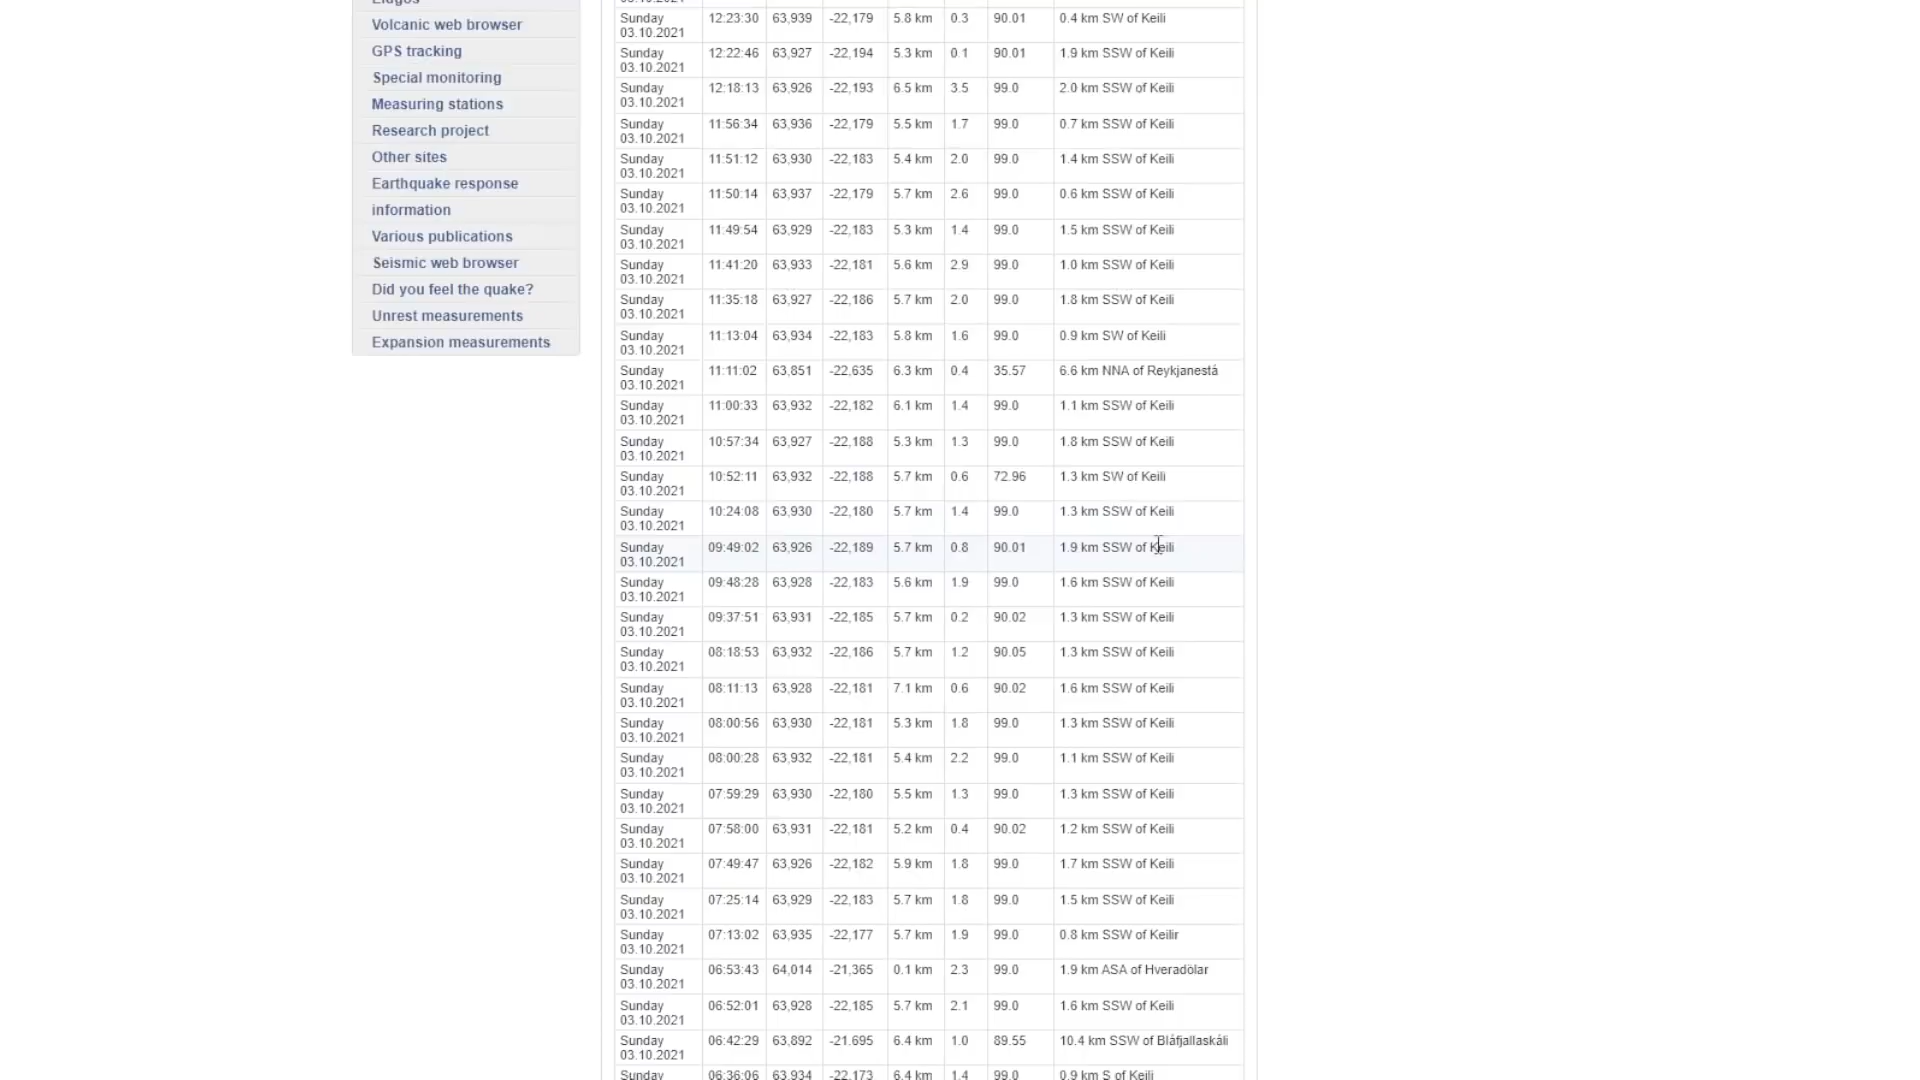 Volcanic web browser
GPS tracking
Special monitoring
Measuring stations
Research project
Other sites
Earthquake response
information
Various publications
Seismic web browser
Did you feel the quake?
Unrest measurements
Expansion measurements
Sunday 03.10.2021 12:23:30 63,939 -22,179 5.8 km 0.3 90.01 0.4 km SW of Keili
Sunday 03.10.2021 12:22:46 63,927 -22,194 5.3 km 0.1 90.01 1.9 km SSW of Keili
Sunday 03.10.2021 12:18:13 63,926 -22,193 6.5 km 3.5 99.0 2.0 km SSW of Keili
Sunday 03.10.2021 11:56:34 63,936 -22,179 5.5 km 1.7 99.0 0.7 km SSW of Keili
Sunday 03.10.2021 11:51:12 63,930 -22,183 5.4 km 2.0 99.0 1.4 km SSW of Keili
Sunday 03.10.2021 11:50:14 63,937 -22,179 5.7 km 2.6 99.0 0.6 km SSW of Keili
Sunday 03.10.2021 11:49:54 63,929 -22,183 5.3 km 1.4 99.0 1.5 km SSW of Keili
Sunday 03.10.2021 11:41:20 63,933 -22,181 5.6 km 2.9 99.0 1.0 km SSW of Keili
Sunday 03.10.2021 11:35:18 63,927 -22,186 5.7 km 2.0 99.0 1.8 km SSW of Keili
Sunday 03.10.2021 11:13:04 63,934 -22,183 5.8 km 1.6 99.0 0.9 km SW of Keili
Sunday 03.10.2021 11:11:02 63,851 -22,635 6.3 km 0.4 35.57 6.6 km NNA of Reykjanestá
Sunday 03.10.2021 11:00:33 63,932 -22,182 6.1 km 1.4 99.0 1.1 km SSW of Keili
Sunday 03.10.2021 10:57:34 63,927 -22,188 5.3 km 1.3 99.0 1.8 km SSW of Keili
Sunday 03.10.2021 10:52:11 63,932 -22,188 5.7 km 0.6 72.96 1.3 km SW of Keili
Sunday 03.10.2021 10:24:08 63,930 -22,180 5.7 km 1.4 99.0 1.3 km SSW of Keili
Sunday 03.10.2021 09:49:02 63,926 -22,189 5.7 km 0.8 90.01 1.9 km SSW of Keili
Sunday 03.10.2021 09:48:28 63,928 -22,183 5.6 km 1.9 99.0 1.6 km SSW of Keili
Sunday 03.10.2021 09:37:51 63,931 -22,185 5.7 km 0.2 90.02 1.3 km SSW of Keili
Sunday 03.10.2021 08:18:53 63,932 -22,186 5.7 km 1.2 90.05 1.3 km SSW of Keili
Sunday 03.10.2021 08:11:13 63,928 -22,181 7.1 km 0.6 90.02 1.6 km SSW of Keili
Sunday 03.10.2021 08:00:56 63,930 -22,181 5.3 km 1.8 99.0 1.3 km SSW of Keili
Sunday 03.10.2021 08:00:28 63,932 -22,181 5.4 km 2.2 99.0 1.1 km SSW of Keili
Sunday 03.10.2021 07:59:29 63,930 -22,180 5.5 km 1.3 99.0 1.3 km SSW of Keili
Sunday 03.10.2021 07:58:00 63,931 -22,181 5.2 km 0.4 90.02 1.2 km SSW of Keili
Sunday 03.10.2021 07:49:47 63,926 -22,182 5.9 km 1.8 99.0 1.7 km SSW of Keili
Sunday 03.10.2021 07:25:14 63,929 -22,183 5.7 km 1.8 99.0 1.5 km SSW of Keili
Sunday 03.10.2021 07:13:02 63,935 -22,177 5.7 km 1.9 99.0 0.8 km SSW of Keilir
Sunday 03.10.2021 06:53:43 64,014 -21,365 0.1 km 2.3 99.0 1.9 km ASA of Hveradölar
Sunday 03.10.2021 06:52:01 63,928 -22,185 5.7 km 2.1 99.0 1.6 km SSW of Keili
Sunday 03.10.2021 06:42:29 63,892 -21.695 6.4 km 1.0 89.55 10.4 km SSW of Bláfjallaskáli
Sunday 06:36:06 63,934 -22,173 6.4 km 1.4 99.0 0.9 km S of Keili